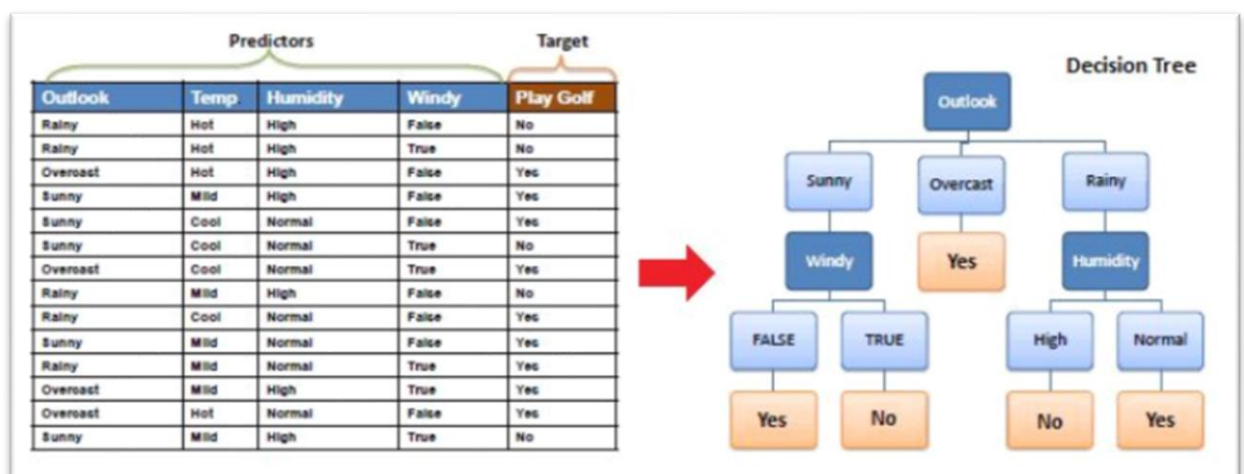 Predictors Target
Outlook Temp. Humidity Windy Play Golf
Rainy Hot High False No
Rainy Hot High True No
Overcast Hot High False Yes
Sunny Mild High False Yes
Sunny Cool Normal False Yes
Sunny Cool Normal True No
Overcast Cool Normal True Yes
Rainy Mild High False No
Rainy Cool Normal False Yes
Sunny Mild Normal False Yes
Rainy Mild Normal True Yes
Overcast Mild High True Yes
Overcast Hot Normal False Yes
Sunny Mild High True No
Decision Tree
Outlook
Sunny Overcast Rainy
Windy Yes Humidity
FALSE TRUE High Normal
Yes No No Yes